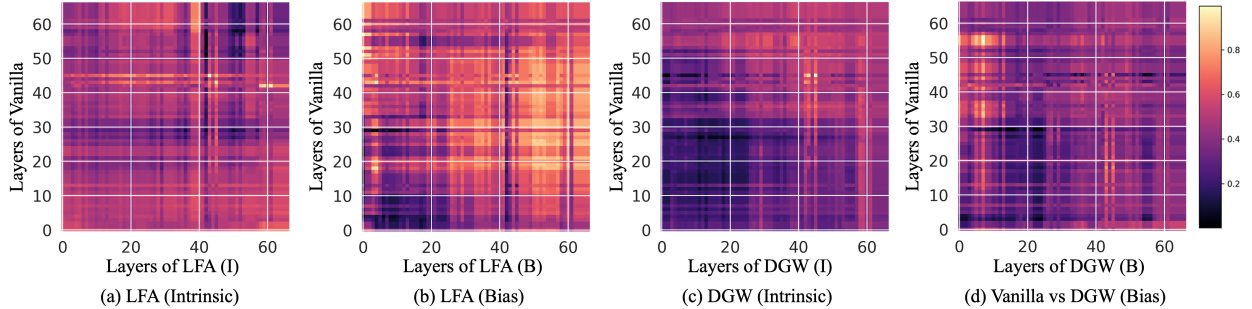 Layers of Vanilla
60
50
40
30
20
10
0
0 20 40 60
Layers of LFA (I)
(a) LFA (Intrinsic)
Layers of Vanilla
60
50
40
30
20
10
0
0 20 40 60
Layers of LFA (B)
(b) LFA (Bias)
Layers of Vanilla
60
50
40
30
20
10
0
0 20 40 60
Layers of DGW (I)
(c) DGW (Intrinsic)
Layers of Vanilla
60
50
40
30
20
10
0
0 20 40 60
Layers of DGW (B)
(d) Vanilla vs DGW (Bias)
0.8
0.6
0.4
0.2